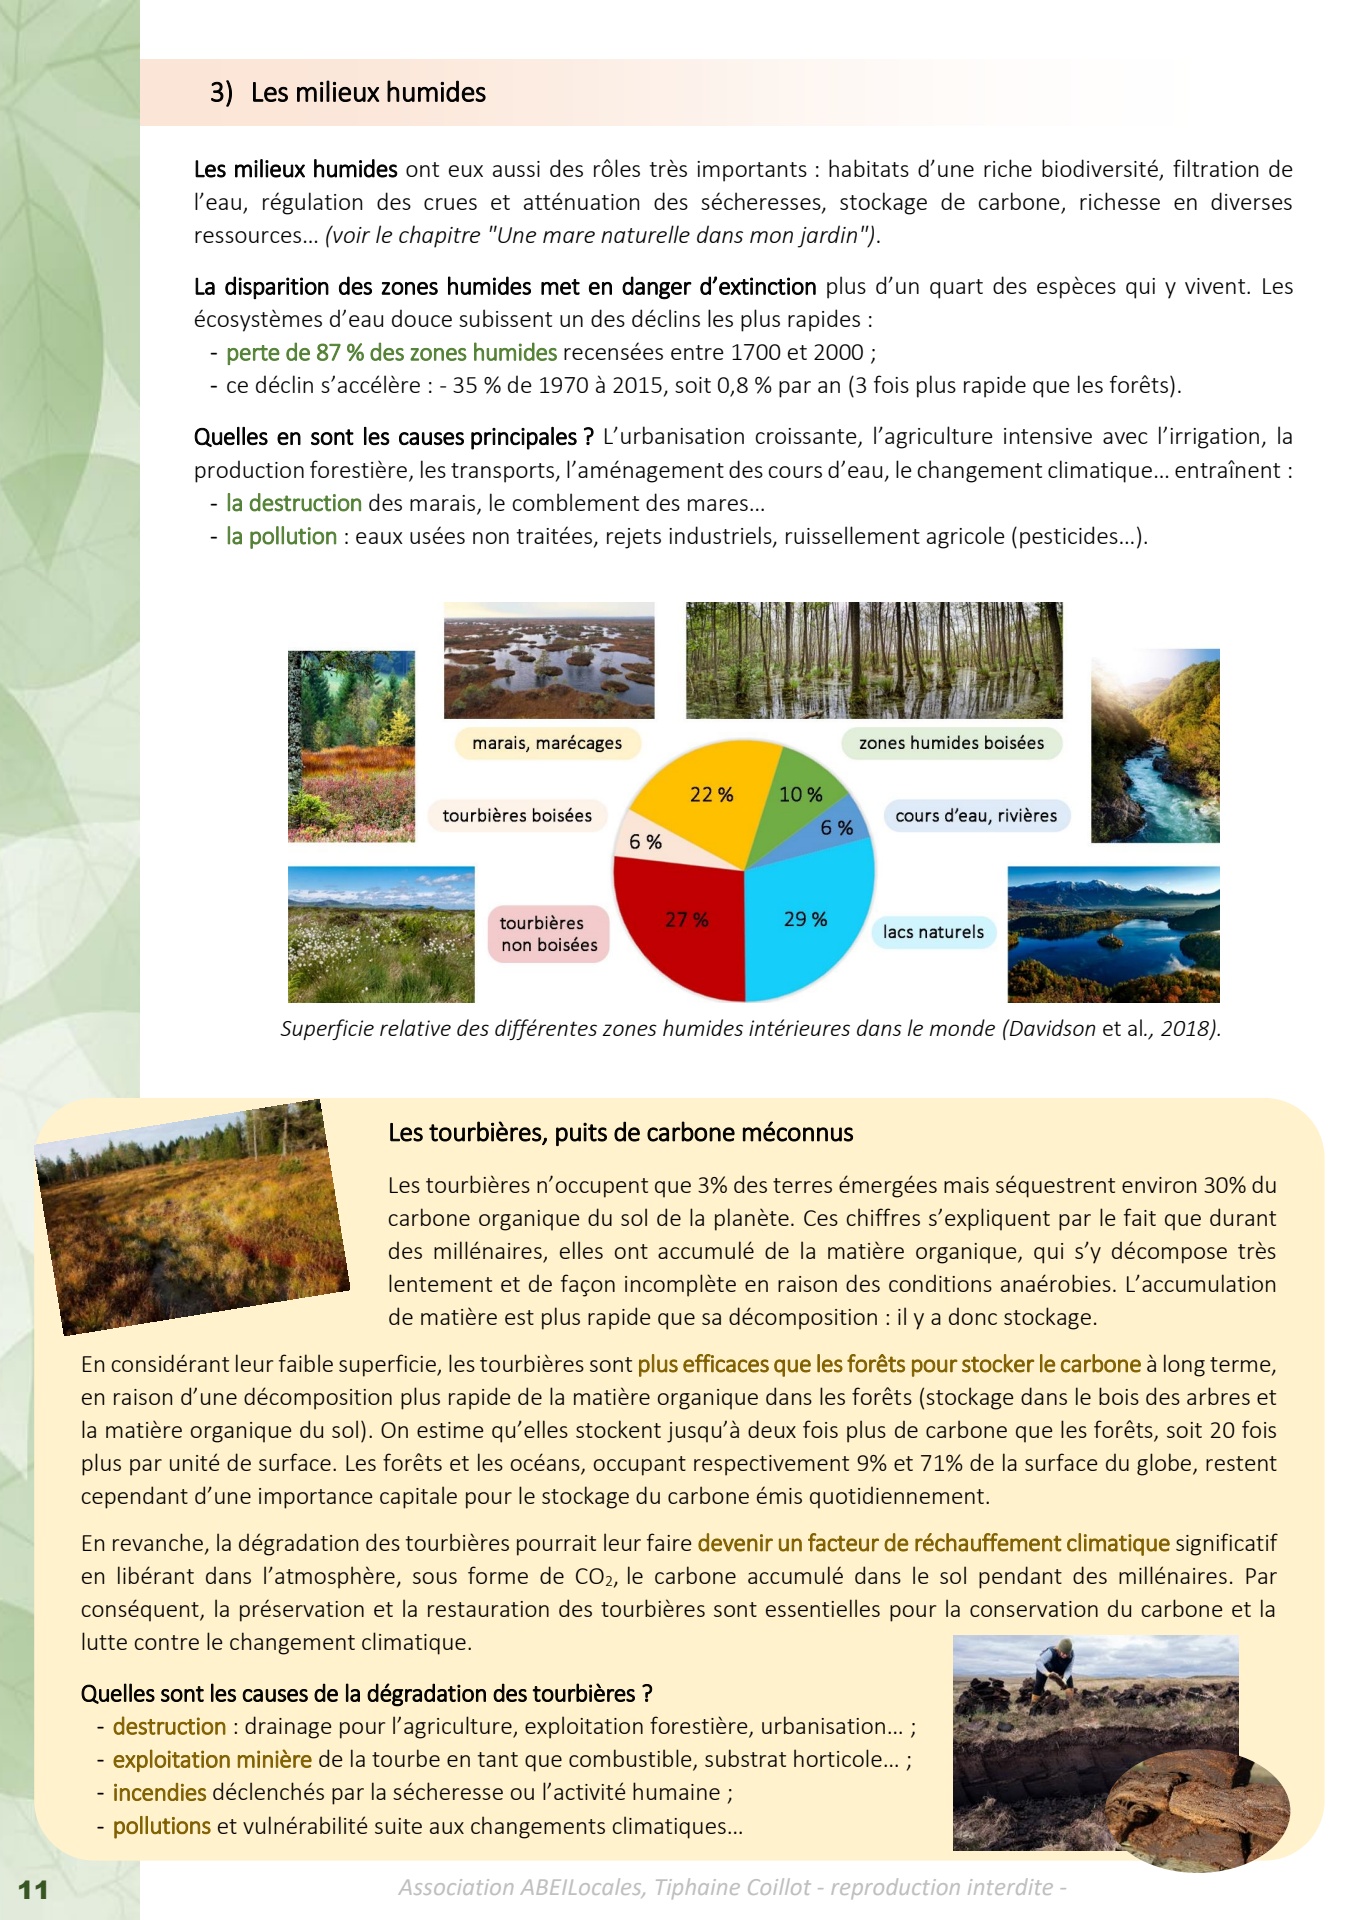 3) Les milieux humides
Les milieux humides ont eux aussi des rôles très importants : habitats d’une riche biodiversité, filtration de
l’eau, régulation des crues et atténuation des sécheresses, stockage de carbone, richesse en diverses
ressources… (voir le chapitre "Une mare naturelle dans mon jardin").
La disparition des zones humides met en danger d’extinction plus d’un quart des espèces qui y vivent. Les
écosystèmes d’eau douce subissent un des déclins les plus rapides :
- perte de 87 % des zones humides recensées entre 1700 et 2000 ;
- ce déclin s’accélère : - 35 % de 1970 à 2015, soit 0,8 % par an (3 fois plus rapide que les forêts).
Quelles en sont les causes principales ? L’urbanisation croissante, l’agriculture intensive avec l’irrigation, la
production forestière, les transports, l’aménagement des cours d’eau, le changement climatique… entraînent :
- la destruction des marais, le comblement des mares…
- la pollution : eaux usées non traitées, rejets industriels, ruissellement agricole (pesticides…).
marais, marécages
zones humides boisées
22 %
10 %
tourbières boisées
cours d’eau, rivières
6 %
6 %
tourbières
non boisées
27 %
29 %
lacs naturels
Superficie relative des différentes zones humides intérieures dans le monde (Davidson et al., 2018).
Les tourbières, puits de carbone méconnus
Les tourbières n’occupent que 3% des terres émergées mais séquestrent environ 30% du
carbone organique du sol de la planète. Ces chiffres s’expliquent par le fait que durant
des millénaires, elles ont accumulé de la matière organique, qui s’y décompose très
lentement et de façon incomplète en raison des conditions anaérobies. L’accumulation
de matière est plus rapide que sa décomposition : il y a donc stockage.
En considérant leur faible superficie, les tourbières sont plus efficaces que les forêts pour stocker le carbone à long terme,
en raison d’une décomposition plus rapide de la matière organique dans les forêts (stockage dans le bois des arbres et
la matière organique du sol). On estime qu’elles stockent jusqu’à deux fois plus de carbone que les forêts, soit 20 fois
plus par unité de surface. Les forêts et les océans, occupant respectivement 9% et 71% de la surface du globe, restent
cependant d’une importance capitale pour le stockage du carbone émis quotidiennement.
En revanche, la dégradation des tourbières pourrait leur faire devenir un facteur de réchauffement climatique significatif
en libérant dans l’atmosphère, sous forme de CO₂, le carbone accumulé dans le sol pendant des millénaires. Par
conséquent, la préservation et la restauration des tourbières sont essentielles pour la conservation du carbone et la
lutte contre le changement climatique.
Quelles sont les causes de la dégradation des tourbières ?
- destruction : drainage pour l’agriculture, exploitation forestière, urbanisation… ;
- exploitation minière de la tourbe en tant que combustible, substrat horticole… ;
- incendies déclenchés par la sécheresse ou l’activité humaine ;
- pollutions et vulnérabilité suite aux changements climatiques…
11
Association ABEILocales, Tiphaine Coillot - reproduction interdite -